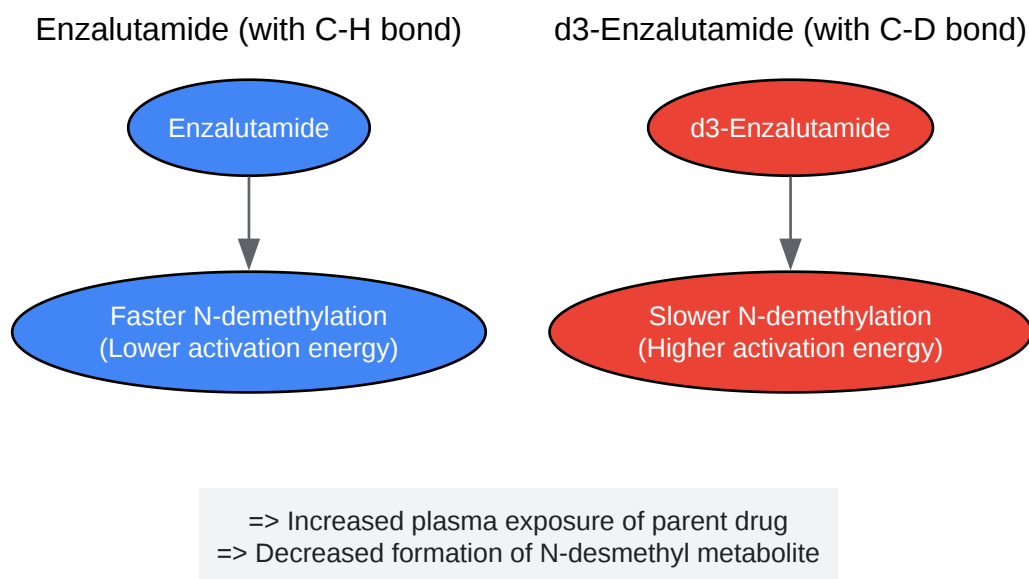 Enzalutamide (with C-H bond)
d3-Enzalutamide (with C-D bond)
Enzalutamide
d3-Enzalutamide
Faster N-demethylation
(Lower activation energy)
Slower N-demethylation
(Higher activation energy)
=> Increased plasma exposure of parent drug
=> Decreased formation of N-desmethyl metabolite